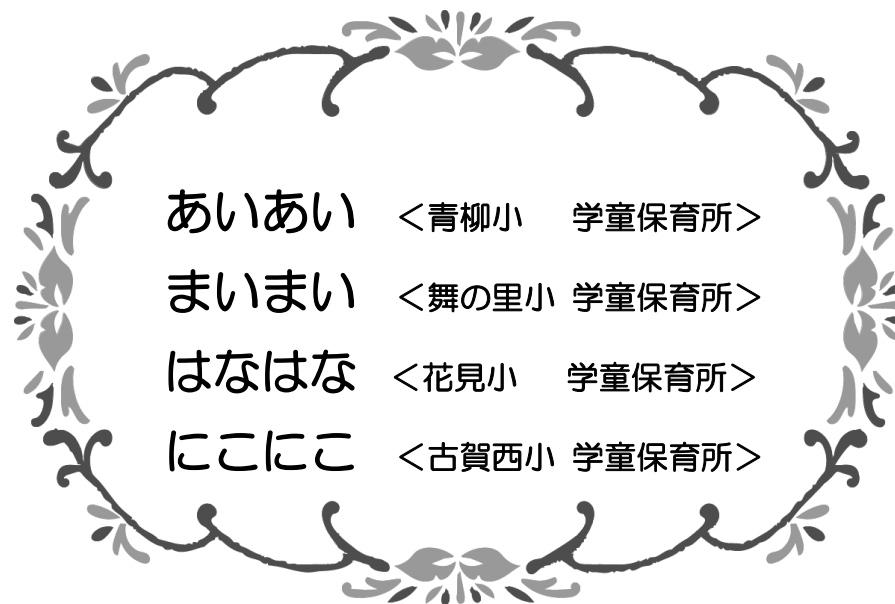 あいあい <青柳小 学童保育所>
まいまい <舞の里小 学童保育所>
はなはな <花見小 学童保育所>
にこにこ <古賀西小 学童保育所>